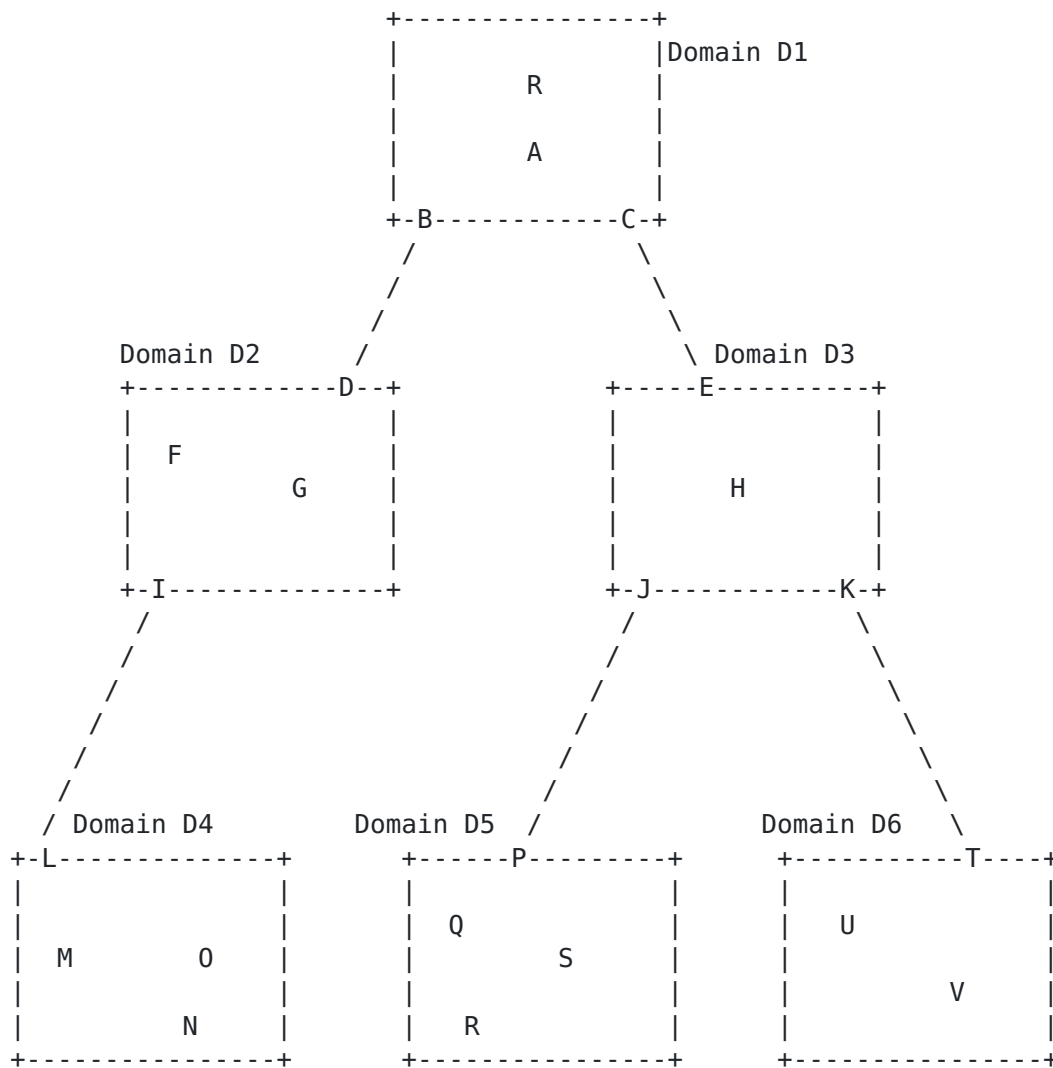 +----------------+
|                |Domain D1
|        R       |
|                |
|        A       |
|                |
+-B------------C-+
/              \
/                \
/                  \
Domain D2      /                    \ Domain D3
+-------------D--+             +-----E----------+
|                |             |                |
|  F             |             |                |
|          G     |             |       H        |
|                |             |                |
|                |             |                |
+-I--------------+             +-J------------K-+
/                              /               \
/                              /                 \
/                              /                   \
/                              /                     \
/                              /                       \
/                              /                         \
/ Domain D4         Domain D5  /               Domain D6   \
+-L--------------+       +------P---------+      +-----------T----+
|                |       |                |      |                |
|                |       |  Q             |      |   U            |
|  M        O    |       |         S      |      |                |
|                |       |                |      |          V     |
|          N     |       |   R            |      |                |
+----------------+       +----------------+      +----------------+